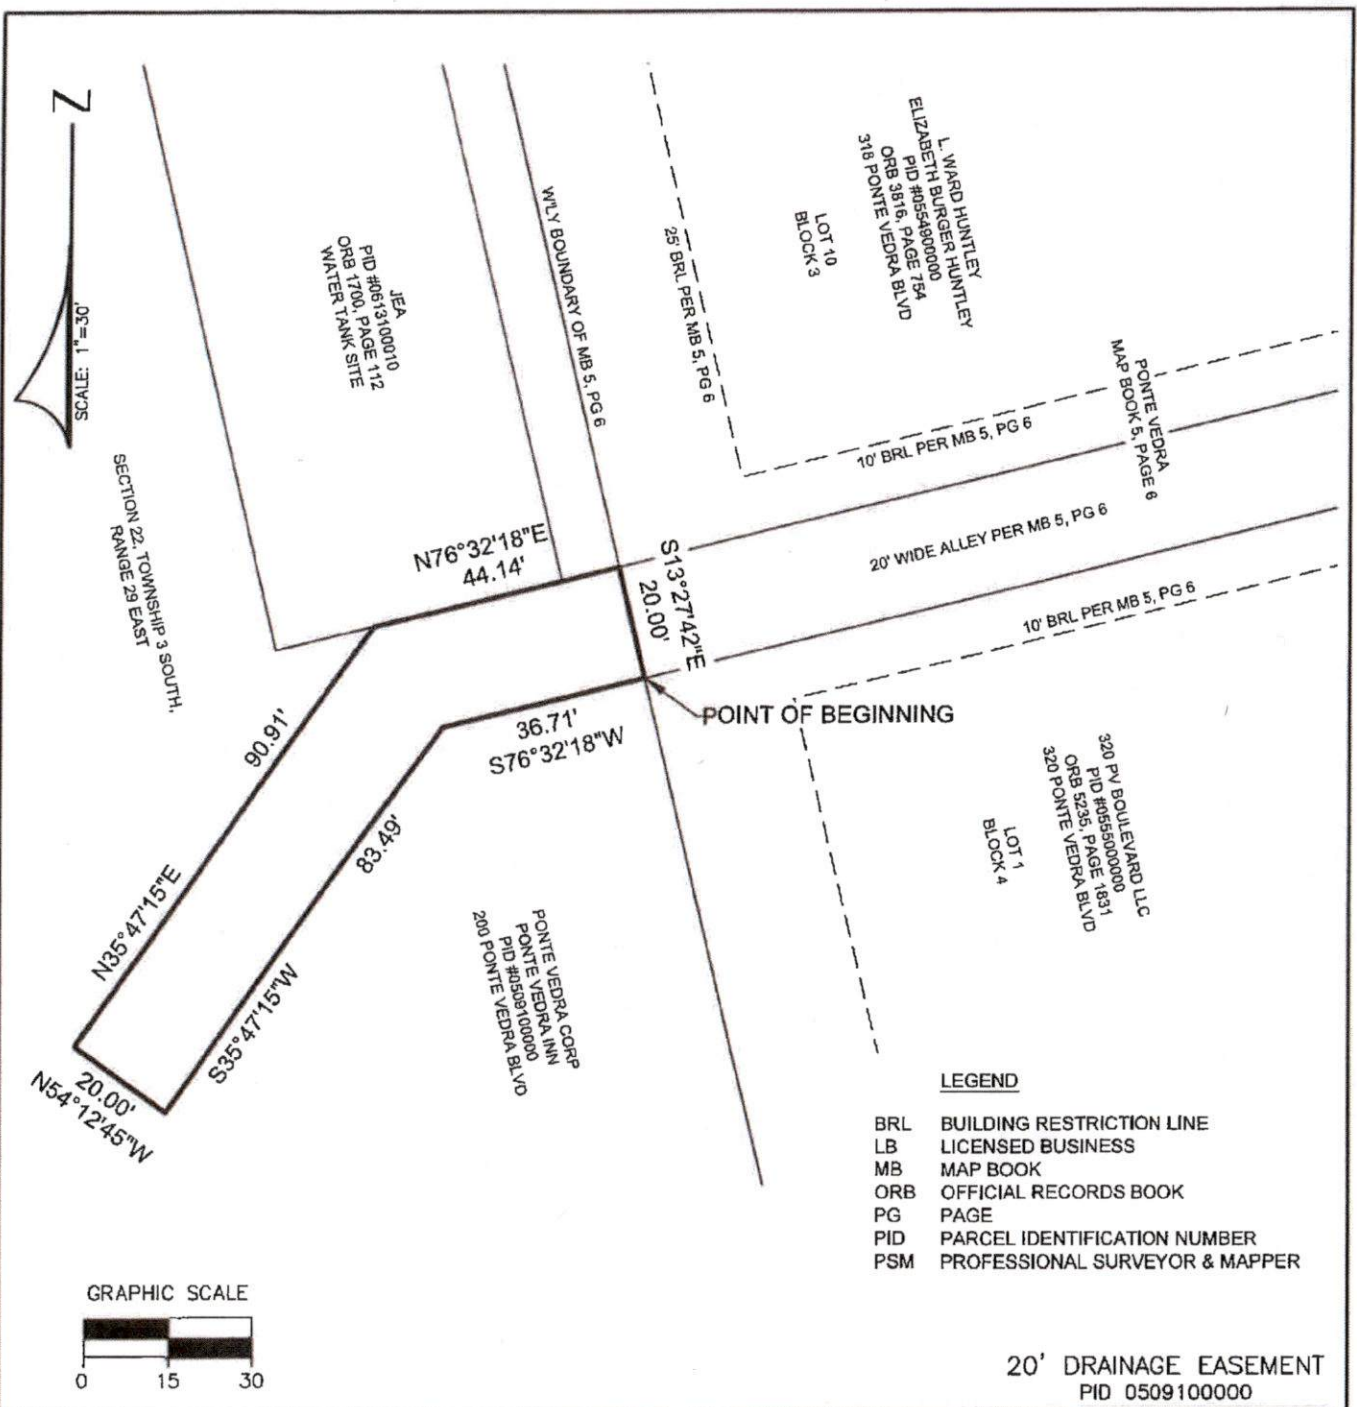 N
SCALE: 1"=30'
SECTION 22, TOWNSHIP 3 SOUTH,
RANGE 29 EAST
JEA
PID #0613100010
ORB 1700, PAGE 112
WATER TANK SITE
W'LY BOUNDARY OF MB 5, PG 6
25' BRL PER MB 5, PG 6
L. WARD HUNTLEY
ELIZABETH BURGER HUNTLEY
PID #0554900000
ORB 3816, PAGE 754
318 PONTE VEDRA BLVD
LOT 10
BLOCK 3
PONTE VEDRA
MAP BOOK 5, PAGE 6
10' BRL PER MB 5, PG 6
20' WIDE ALLEY PER MB 5, PG 6
10' BRL PER MB 5, PG 6
N76°32'18"E
44.14'
S13°27'42"E
20.00'
POINT OF BEGINNING
36.71'
S76°32'18"W
90.91'
N35°47'15"E
83.49'
S35°47'15"W
20.00'
N54°12'45"W
320 PV BOULEVARD LLC
PID #0555000000
ORB 5235, PAGE 1831
320 PONTE VEDRA BLVD
LOT 1
BLOCK 4
PONTE VEDRA CORP
PONTE VEDRA INN
PID #0509100000
200 PONTE VEDRA BLVD
LEGEND
BRL BUILDING RESTRICTION LINE
LB LICENSED BUSINESS
MB MAP BOOK
ORB OFFICIAL RECORDS BOOK
PG PAGE
PID PARCEL IDENTIFICATION NUMBER
PSM PROFESSIONAL SURVEYOR & MAPPER
GRAPHIC SCALE
0 15 30
20' DRAINAGE EASEMENT
PID 0509100000